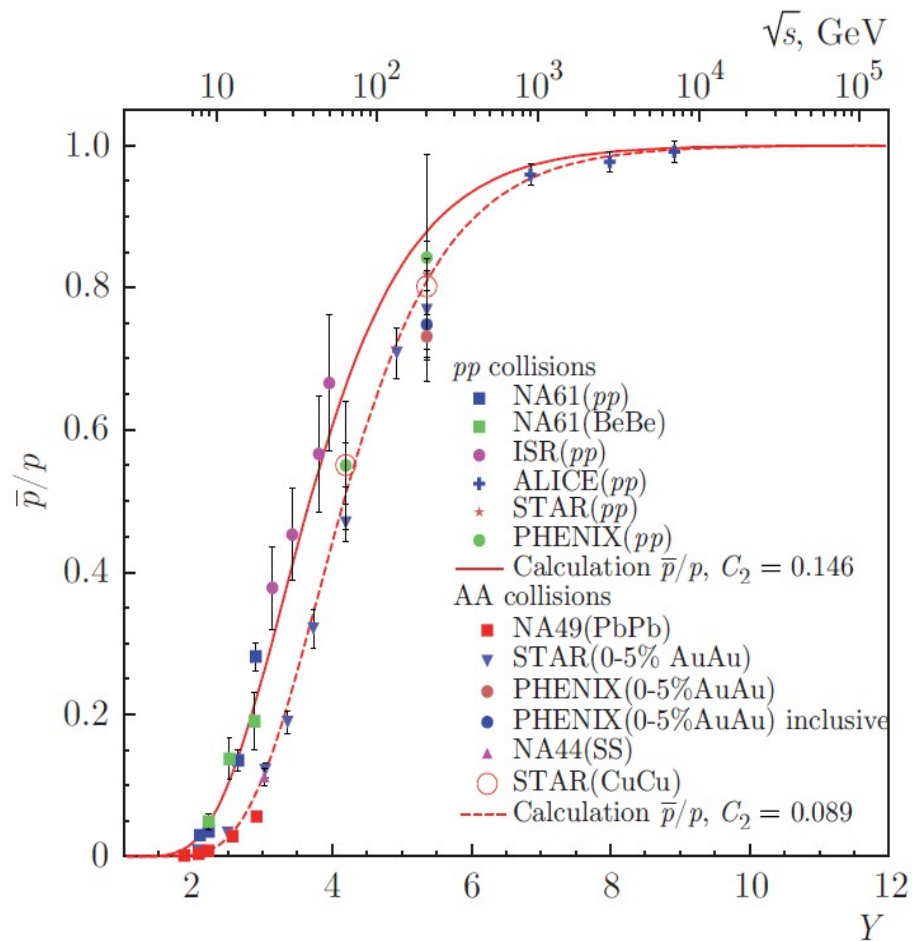 √s, GeV
10 10² 10³ 10⁴ 10⁵
1.0
0.8
0.6
0.4
0.2
0
p̅/p
pp collisions
NA61(pp)
NA61(BeBe)
ISR(pp)
ALICE(pp)
STAR(pp)
PHENIX(pp)
Calculation p̅/p, C₂ = 0.146
AA collisions
NA49(PbPb)
STAR(0-5% AuAu)
PHENIX(0-5%AuAu)
PHENIX(0-5%AuAu) inclusive
NA44(SS)
STAR(CuCu)
Calculation p̅/p, C₂ = 0.089
2 4 6 8 10 12
Y